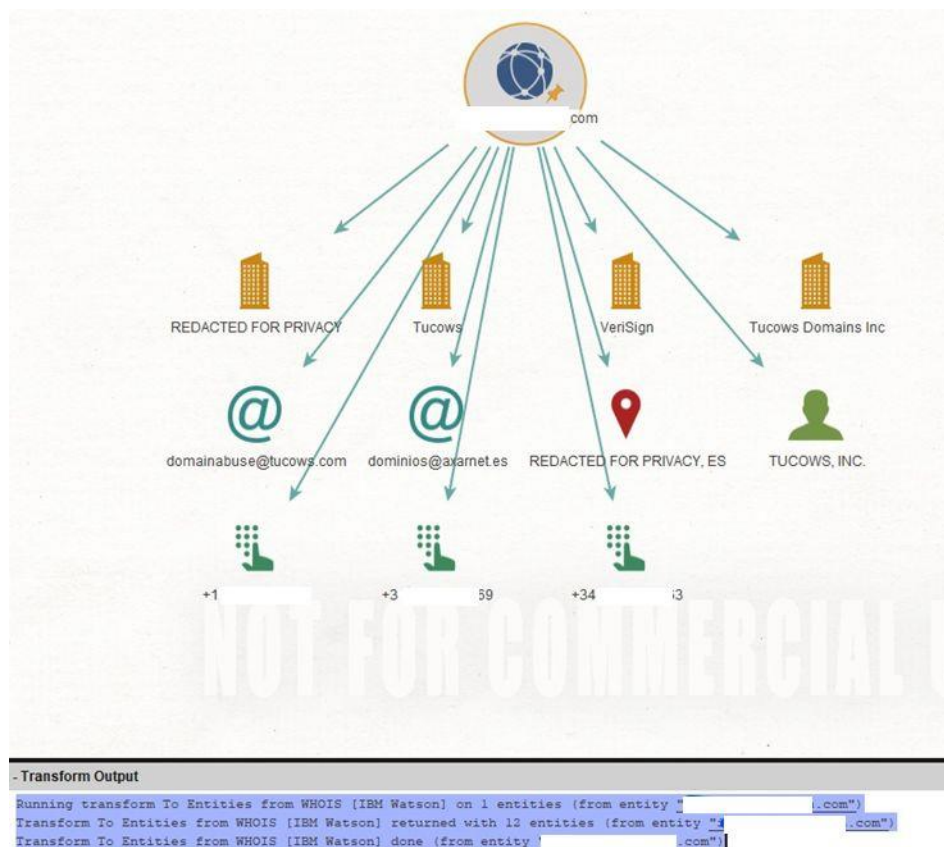 .com
REDACTED FOR PRIVACY
Tucows
VeriSign
Tucows Domains Inc
domainabuse@tucows.com
dominios@axarnet.es
REDACTED FOR PRIVACY, ES
TUCOWS, INC.
+1
+3 69
+34 63
NOT FOR COMMERCIAL
- Transform Output
Running transform To Entities from WHOIS [IBM Watson] on 1 entities (from entity " .com")
Transform To Entities from WHOIS [IBM Watson] returned with 12 entities (from entity " .com")
Transform To Entities from WHOIS [IBM Watson] done (from entity " .com")